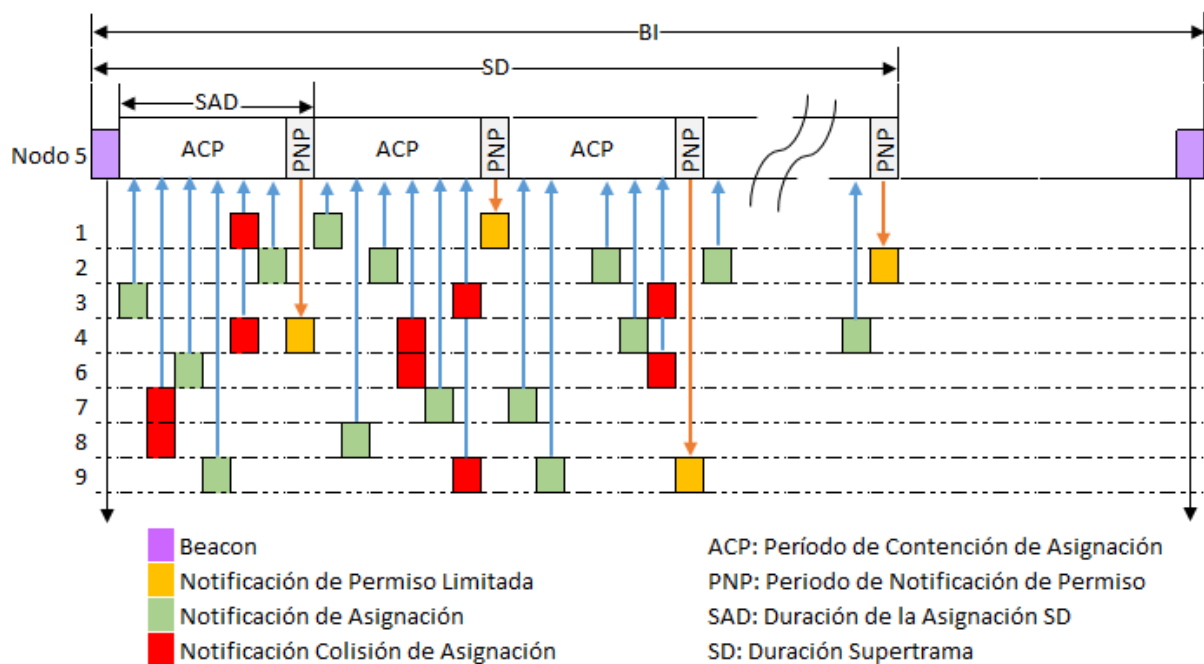 BI
SD
SAD
Nodo 5
ACP
PNP
ACP
PNP
ACP
PNP
PNP
1
2
3
4
6
7
8
9
Beacon
Notificación de Permiso Limitada
Notificación de Asignación
Notificación Colisión de Asignación
ACP: Período de Contención de Asignación
PNP: Periodo de Notificación de Permiso
SAD: Duración de la Asignación SD
SD: Duración Supertrama